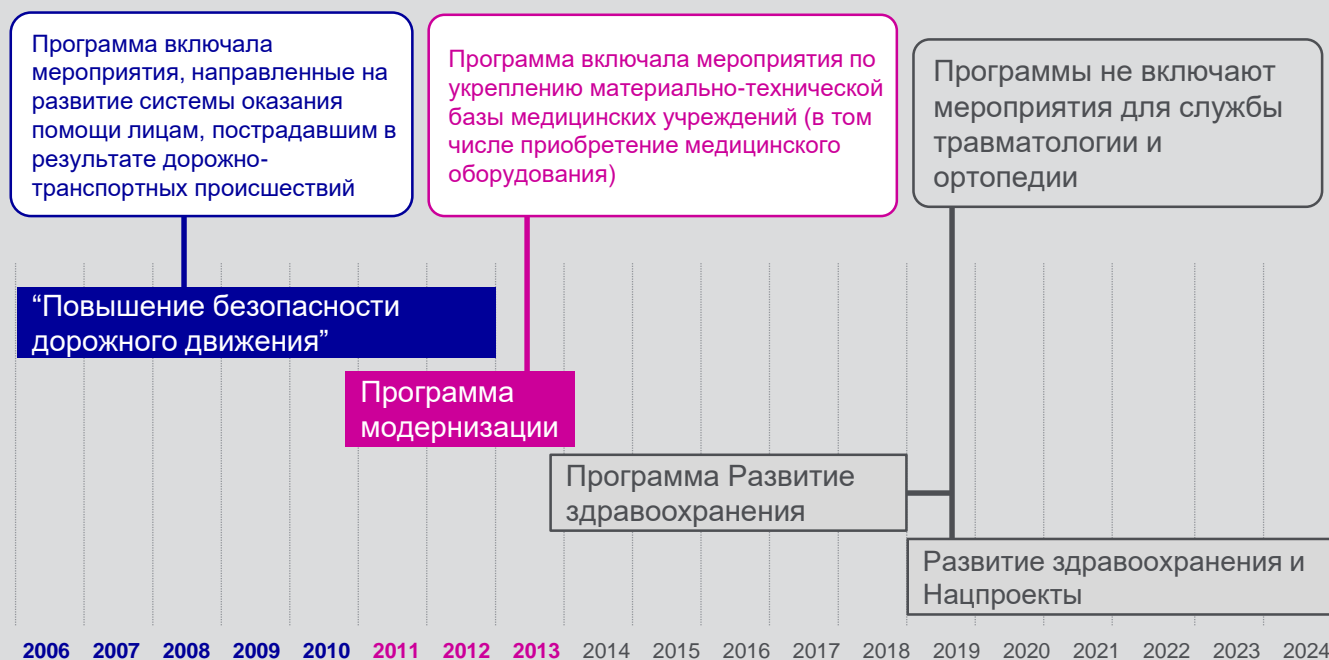 Программа включала
мероприятия, направленные на
развитие системы оказания
помощи лицам, пострадавшим в
результате дорожно-
транспортных происшествий
Программа включала мероприятия по
укреплению материально-технической
базы медицинских учреждений (в том
числе приобретение медицинского
оборудования)
Программы не включают
мероприятия для службы
травматологии и
ортопедии
“Повышение безопасности
дорожного движения”
Программа
модернизации
Программа Развитие
здравоохранения
Развитие здравоохранения и
Нацпроекты
2006 2007 2008 2009 2010 2011 2012 2013 2014 2015 2016 2017 2018 2019 2020 2021 2022 2023 2024